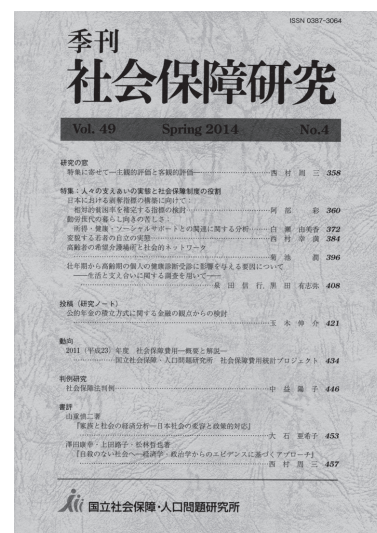 ISSN 0387-3064
季刊
社会保障研究
Vol. 49 Spring 2014 No.4
研究の窓
特集に寄せて―主観的評価と客観的評価―……西村周三 358
特集:人々の支えあいの実態と社会保障制度の役割
日本における剥奪指標の構築に向けて:
相対的貧困率を補完する指標の検討……阿部 彩 360
勤労世代の暮らし向きの苦しさ:
所得・健康・ソーシャルサポートとの関連に関する分析……白瀬由美香 372
変貌する若者の自立の実態……西村幸満 384
高齢者の希望介護場所と社会的ネットワーク
……菊池 潤 396
壮年期から高齢期の個人の健康診断受診に影響を与える要因について
―生活と支え合いに関する調査を用いて―
……泉田信行,黒田有志弥 408
投稿(研究ノート)
公的年金の積立方式に関する金融の観点からの検討
……玉木伸介 421
動向
2011(平成23)年度 社会保障費用―概要と解説―
……国立社会保障・人口問題研究所 社会保障費用統計プロジェクト 434
判例研究
社会保障法判例……中益陽子 446
書評
山重慎二著
『家族と社会の経済分析―日本社会の変容と政策的対応』
……大石亜希子 453
澤田康幸・上田路子・松林哲也著
『自殺のない社会へ―経済学・政治学からのエビデンスに基づくアプローチ』
……西村周三 457
国立社会保障・人口問題研究所